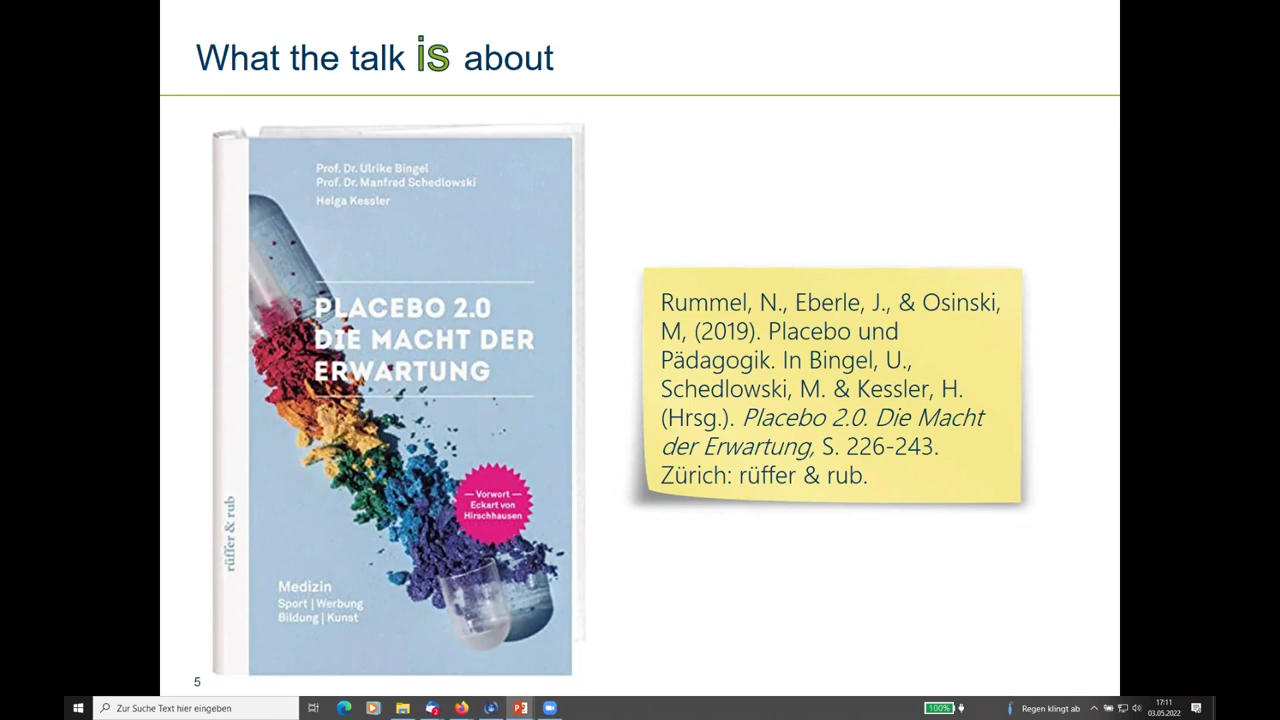 What the talk is about
Prof. Dr. Ulrike Bingel
Prof. Dr. Manfred Schedlowski
Helga Kessler
PLACEBO 2.0
DIE MACHT DER
ERWARTUNG
— Vorwort —
Eckart von
Hirschhausen
rüffer & rub
Medizin
Sport | Werbung
Bildung | Kunst
Rummel, N., Eberle, J., & Osinski,
M, (2019). Placebo und
Pädagogik. In Bingel, U.,
Schedlowski, M. & Kessler, H.
(Hrsg.). Placebo 2.0. Die Macht
der Erwartung, S. 226-243.
Zürich: rüffer & rub.
5
Zur Suche Text hier eingeben
100%
Regen klingt ab
17:11
03.05.2022